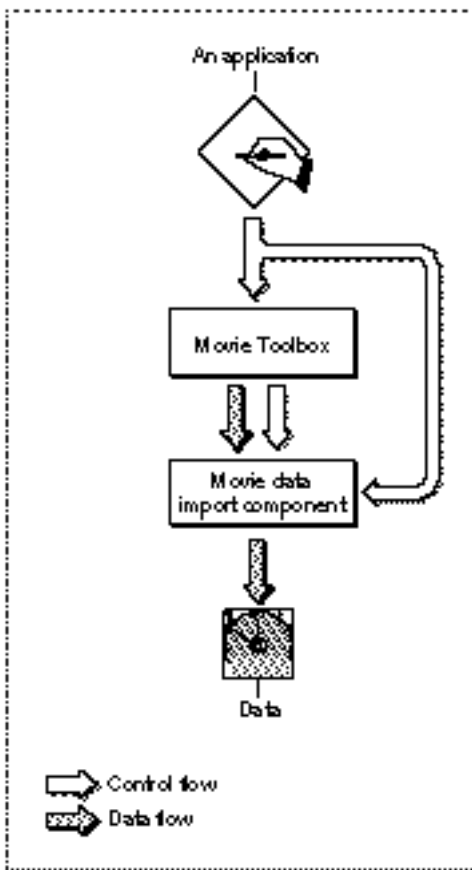 An application
Movie Toolbox
Movie data
import component
Data
Control flow
Data flow